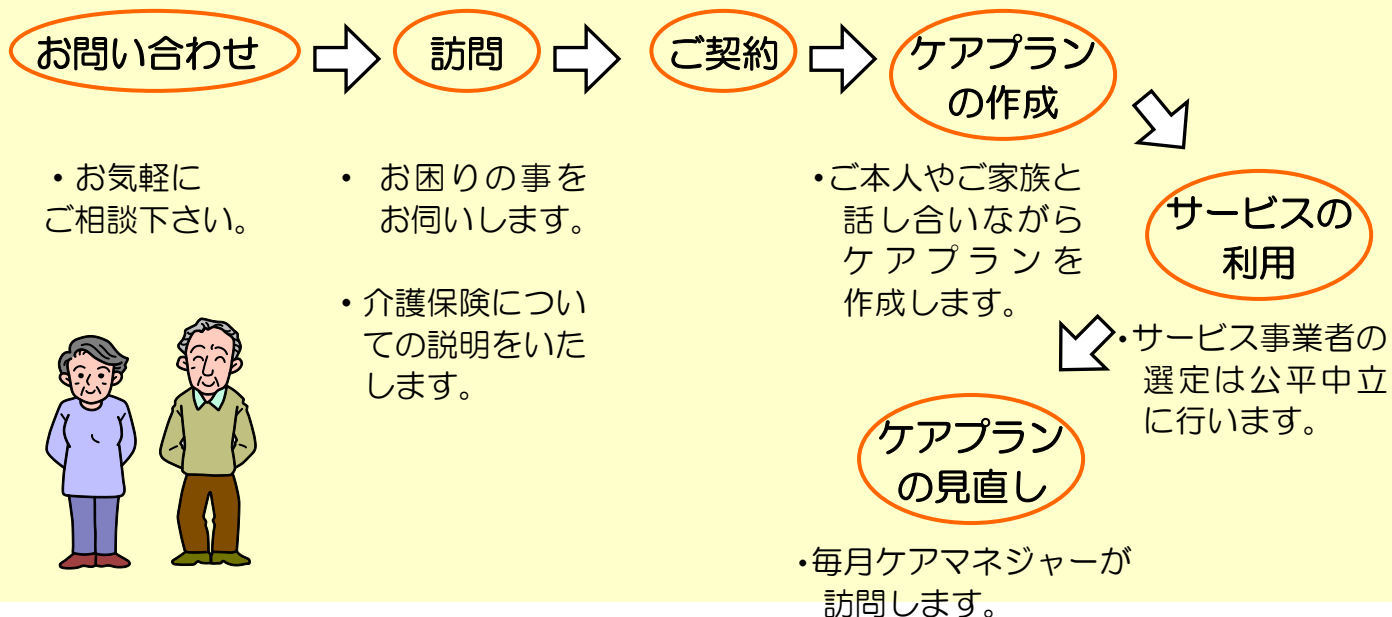 お問い合わせ
訪問
ご契約
ケアプラン
の作成
・お気軽に
ご相談下さい。
・ お困りの事を
お伺いします。
・介護保険につい
ての説明をいた
します。
・ご本人やご家族と
話し合いながら
ケアプランを
作成します。
サービスの
利用
・サービス事業者の
選定は公平中立
に行います。
ケアプラン
の見直し
・毎月ケアマネジャーが
訪問します。